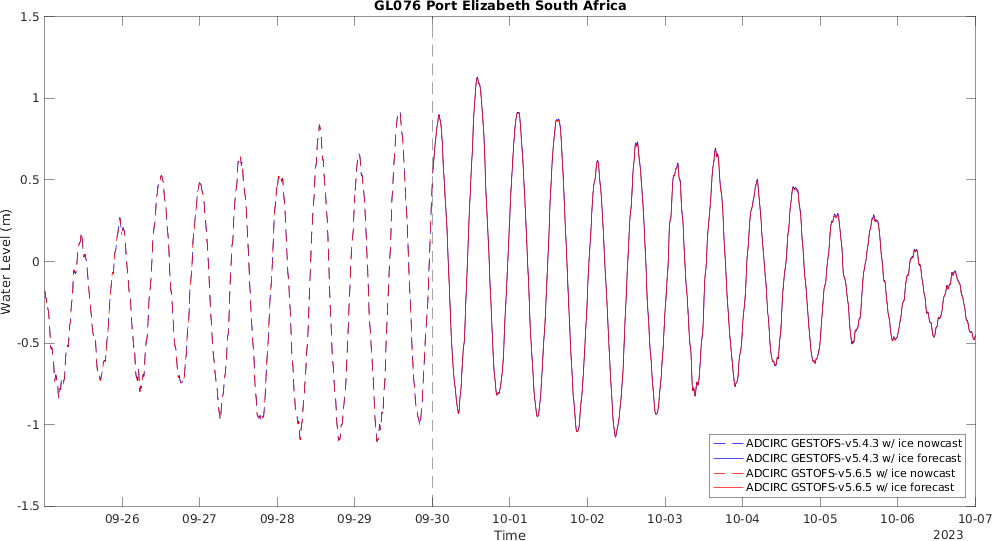 GL076 Port Elizabeth South Africa
1.5
1
0.5
0
-0.5
-1
-1.5
Water Level (m)
ADCIRC GESTOFS-v5.4.3 w/ ice nowcast
ADCIRC GESTOFS-v5.4.3 w/ ice forecast
ADCIRC GSTOFS-v5.6.5 w/ ice nowcast
ADCIRC GSTOFS-v5.6.5 w/ ice forecast
09-26 09-27 09-28 09-29 09-30 10-01 10-02 10-03 10-04 10-05 10-06 10-07
Time
2023